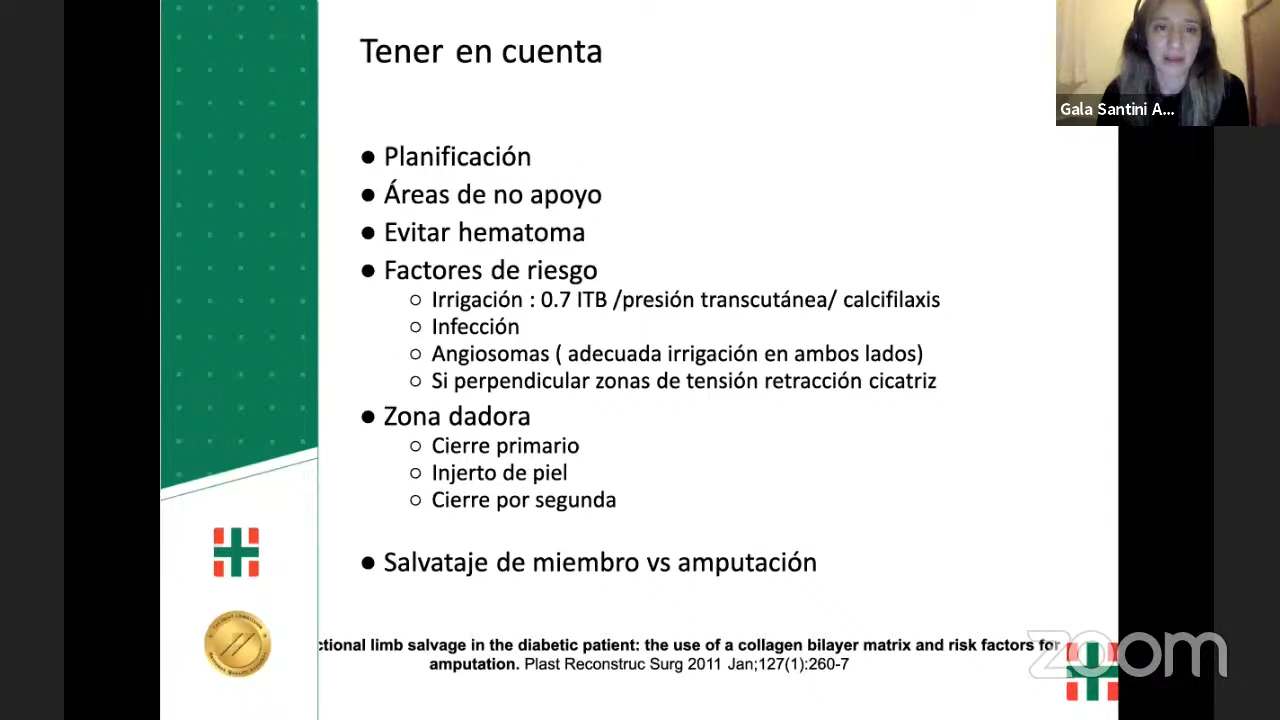 Tener en cuenta
Gala Santini A...
● Planificación
● Áreas de no apoyo
● Evitar hematoma
● Factores de riesgo
○ Irrigación : 0.7 ITB /presión transcutánea/ calcifilaxis
○ Infección
○ Angiosomas ( adecuada irrigación en ambos lados)
○ Si perpendicular zonas de tensión retracción cicatriz
● Zona dadora
○ Cierre primario
○ Injerto de piel
○ Cierre por segunda
● Salvataje de miembro vs amputación
ctional limb salvage in the diabetic patient: the use of a collagen bilayer matrix and risk factors for
amputation. Plast Reconstruc Surg 2011 Jan;127(1):260-7
zoom